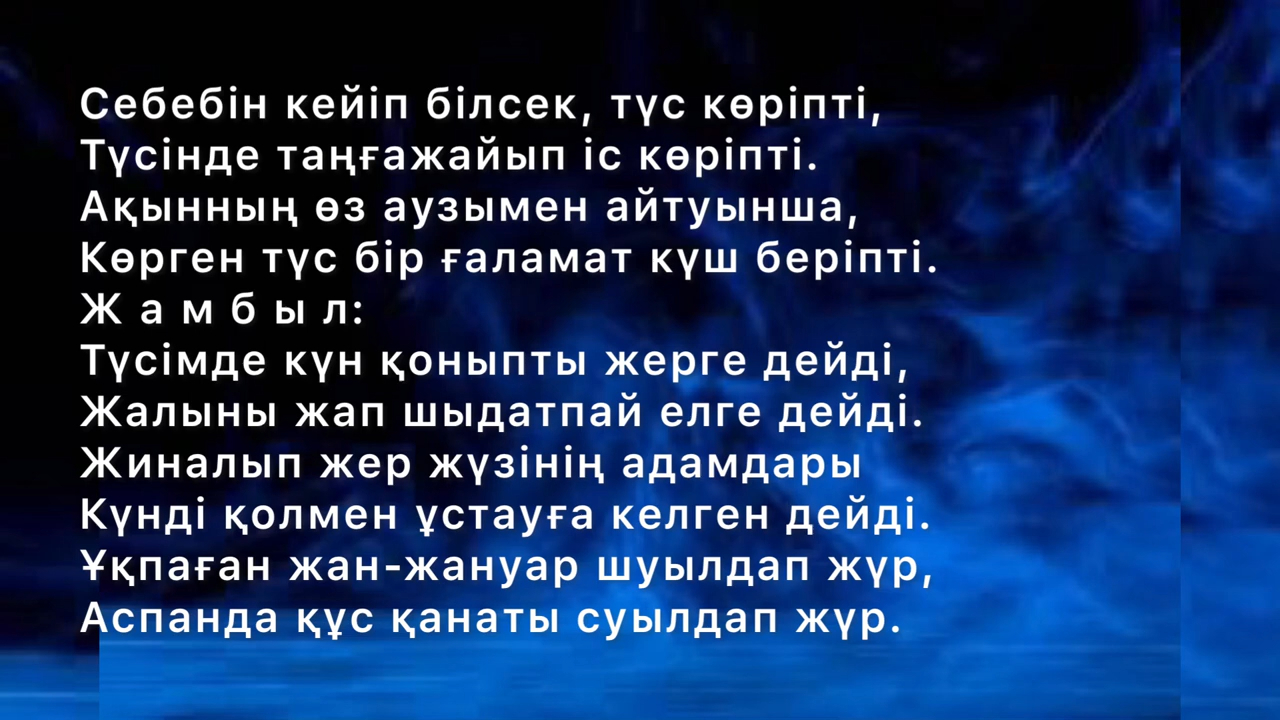 Себебін кейіп білсек, түс көріпті,
Түсінде таңғажайып іс көріпті.
Ақынның өз аузымен айтуынша,
Көрген түс бір ғаламат күш беріпті.
Ж а м б ы л:
Түсімде күн қоныпты жерге дейді,
Жалыны жап шыдатпай елге дейді.
Жиналып жер жүзінің адамдары
Күнді қолмен ұстауға келген дейді.
Ұқпаған жан-жануар шуылдап жүр,
Аспанда құс қанаты суылдап жүр.